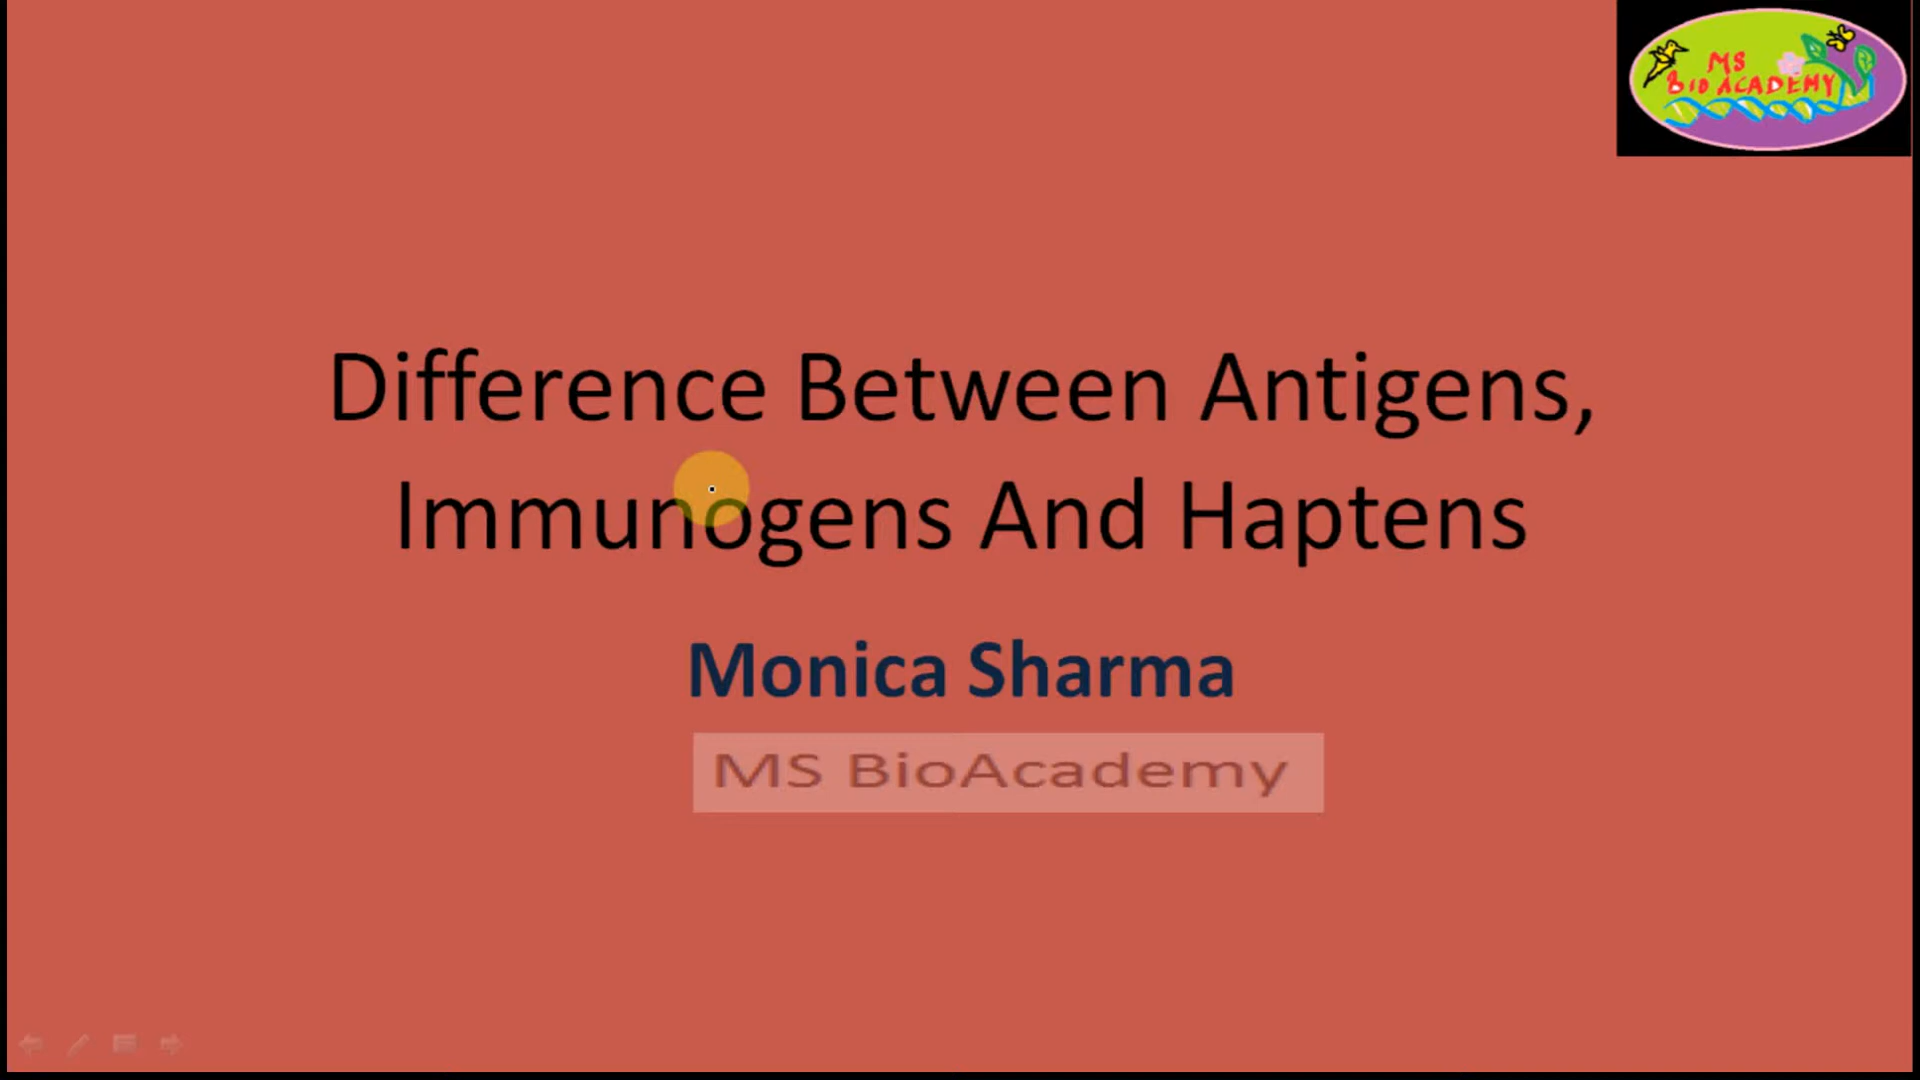 MS
BIO ACADEMY
Difference Between Antigens,
Immunogens And Haptens
Monica Sharma
MS BioAcademy